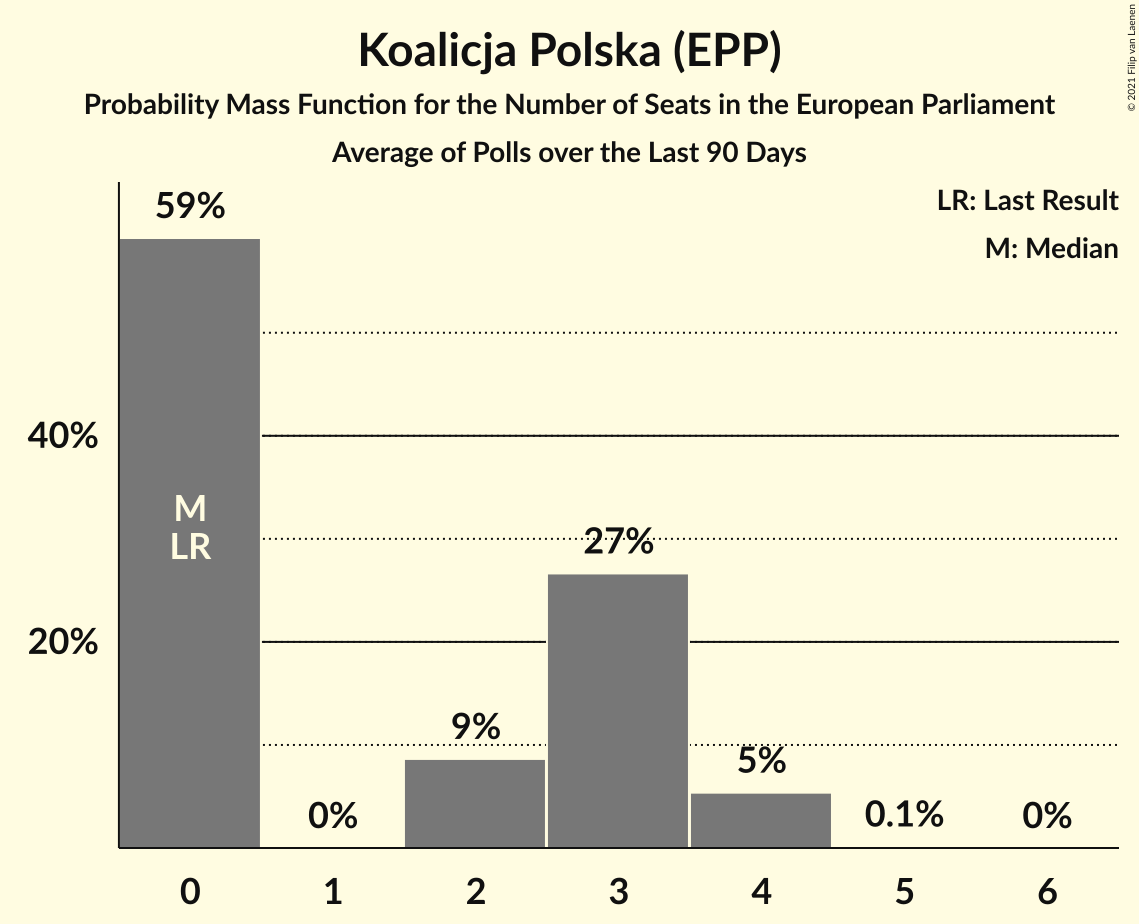 Koalicja Polska (EPP)
Probability Mass Function for the Number of Seats in the European Parliament
Average of Polls over the Last 90 Days
© 2021 Filip van Laenen
LR: Last Result
M: Median
59%
40%
M
LR
27%
20%
9%
5%
0%
0.1%
0%
0 1 2 3 4 5 6